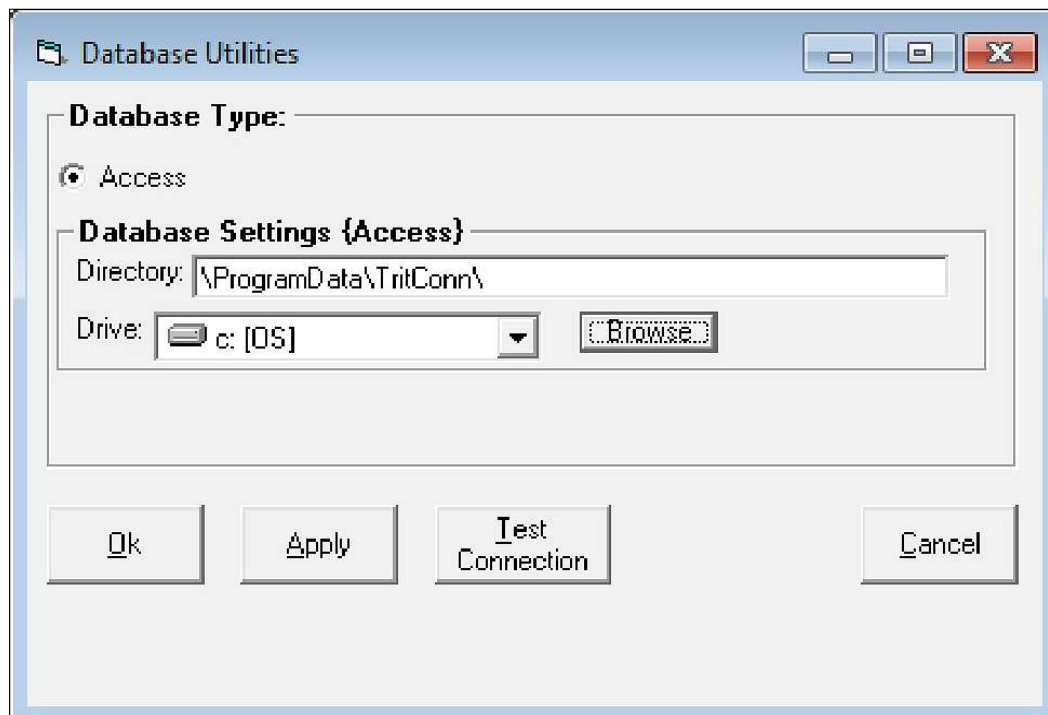 Database Utilities
Database Type:
Access
Database Settings {Access}
Directory: \ProgramData\TritConn\
Drive: c: [OS] Browse
Ok Apply Test Connection Cancel